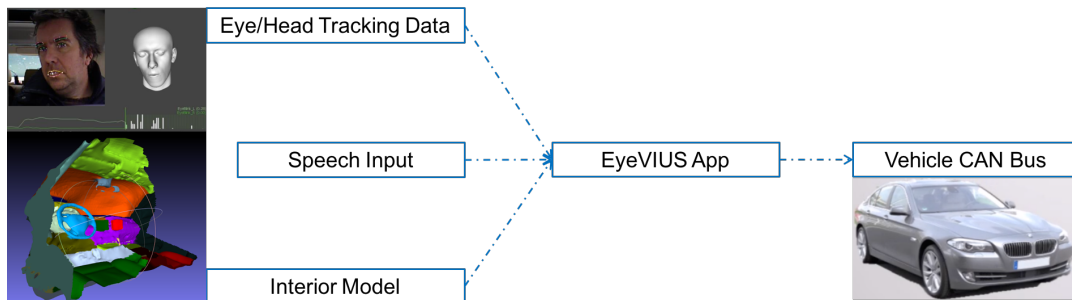 Eye/Head Tracking Data
Speech Input
EyeVIUS App
Vehicle CAN Bus
Interior Model